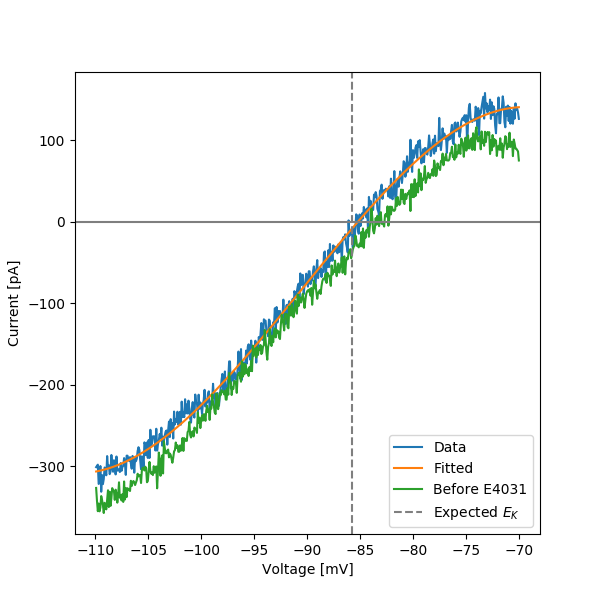 100
0
−100
−200
−300
Current [pA]
−110
−105
−100
−95
−90
−85
−80
−75
−70
Voltage [mV]
Data
Fitted
Before E4031
Expected E_K